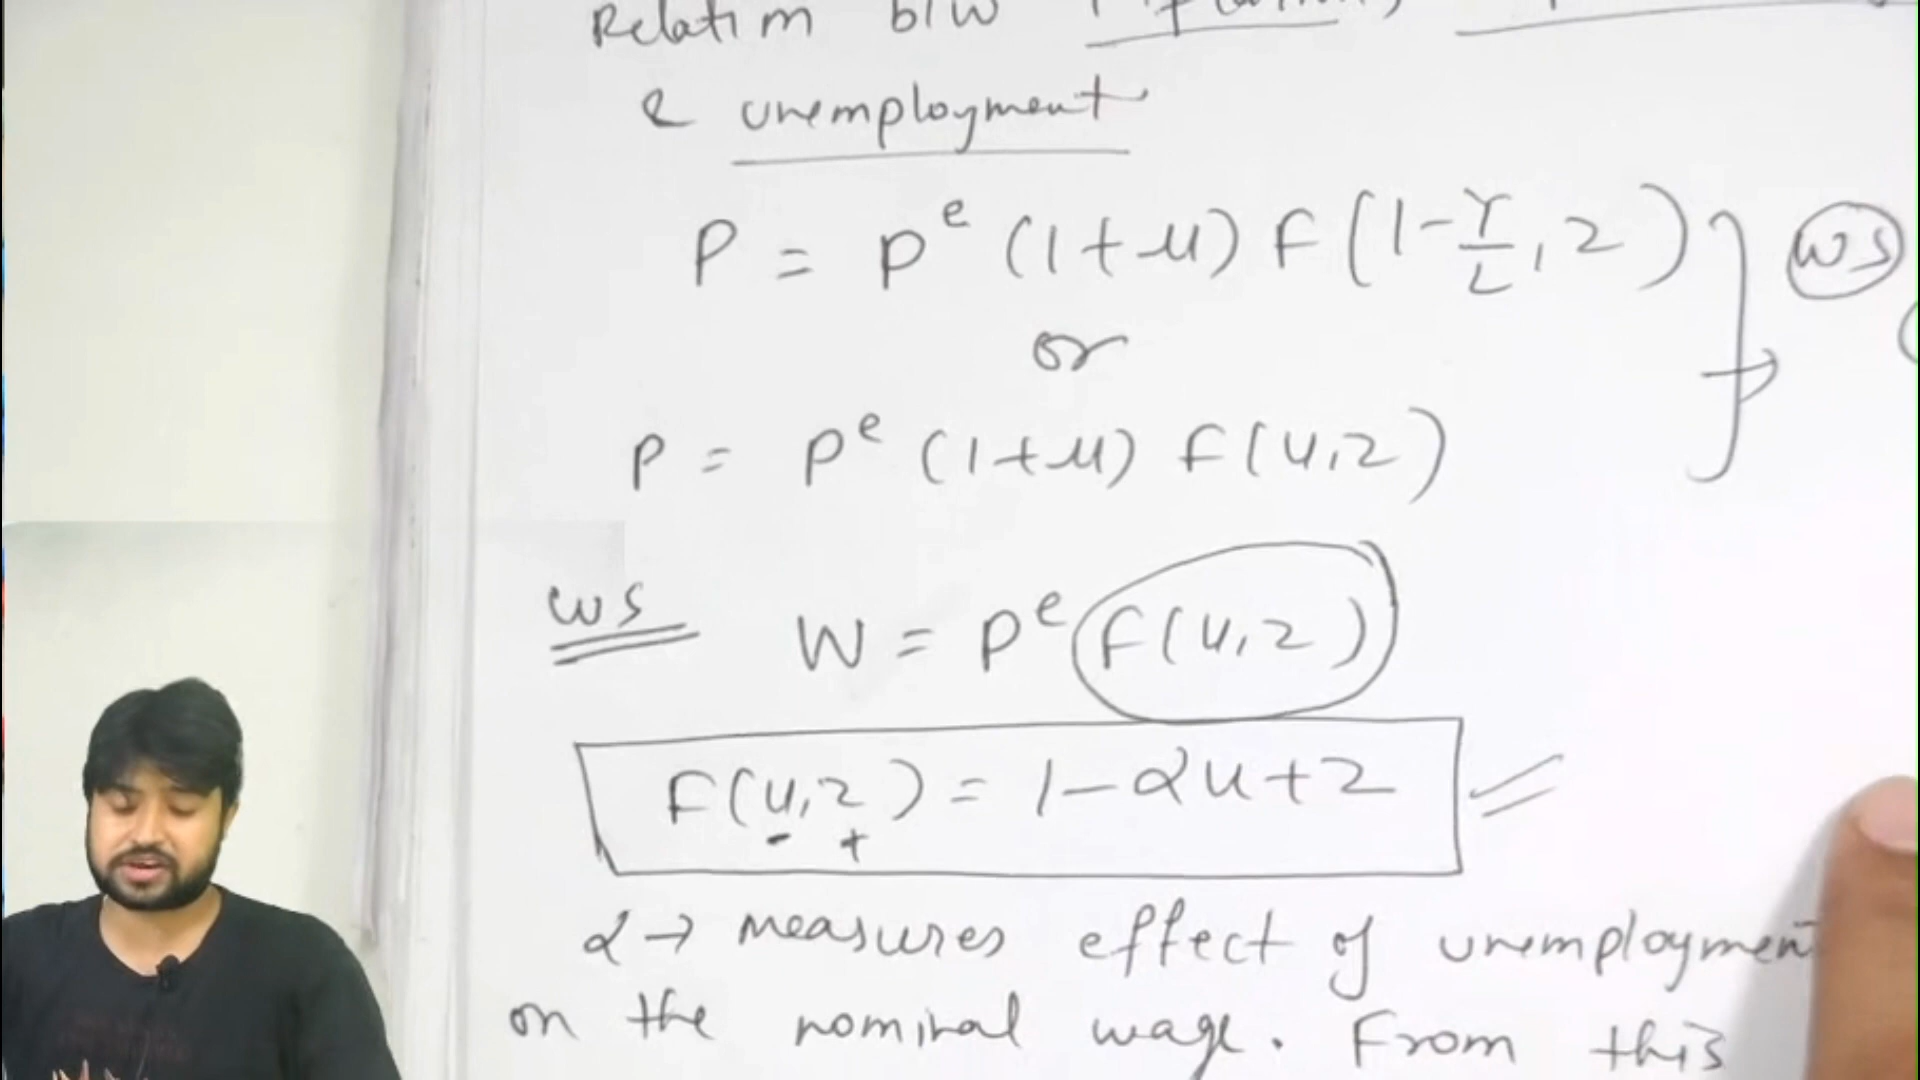 Relation b/w
& unemployment
P = P^e (1+μ) F(1-Y/L, z)
WS
or
P = P^e (1+μ) F(u,z)
WS W = P^e F(u,z)
F(u,z) = 1-αu+z
- +
α → measures effect of unemployment
on the nominal wage. From this